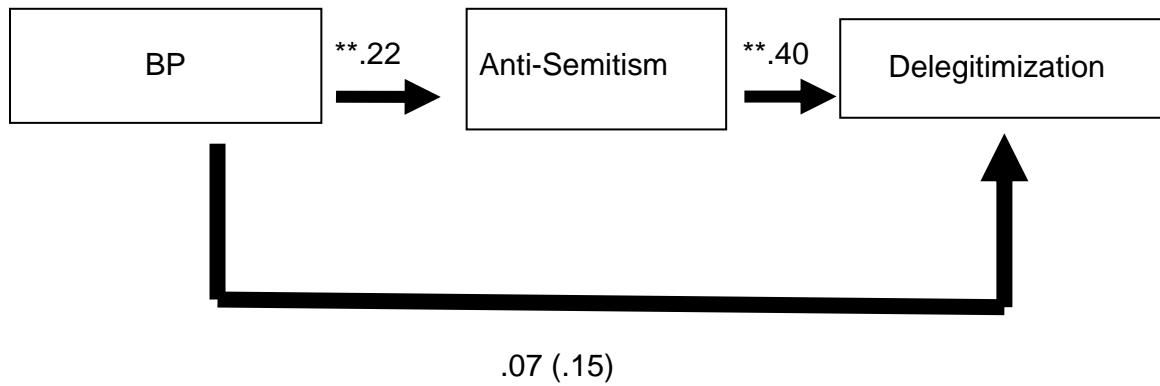 BP
**.22
Anti-Semitism
**.40
Delegitimization
.07 (.15)